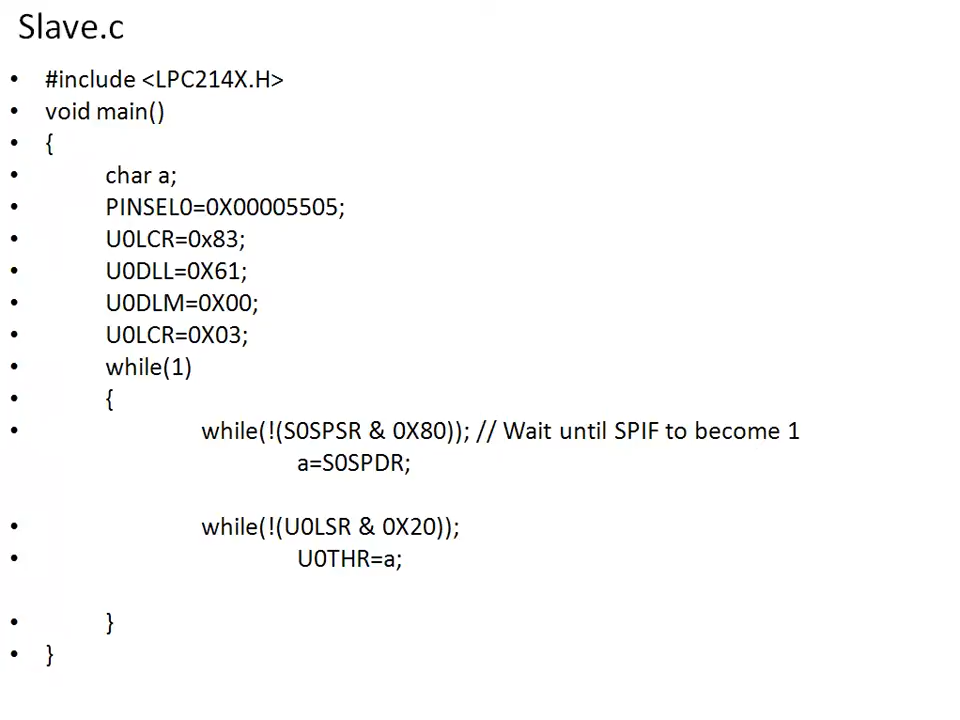 Slave.c
• #include <LPC214X.H>
• void main()
• {
• char a;
• PINSEL0=0X00005505;
• U0LCR=0x83;
• U0DLL=0X61;
• U0DLM=0X00;
• U0LCR=0X03;
• while(1)
• {
• while(!(S0SPSR & 0X80)); // Wait until SPIF to become 1
a=S0SPDR;
• while(!(U0LSR & 0X20));
• U0THR=a;
• }
• }